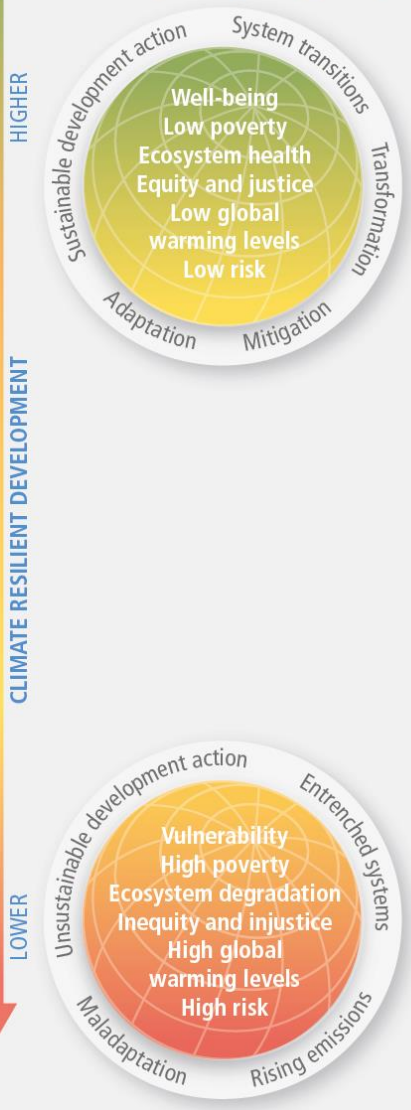 HIGHER
Sustainable development action
System transitions
Transformation
Mitigation
Adaptation
Well-being
Low poverty
Ecosystem health
Equity and justice
Low global
warming levels
Low risk
CLIMATE RESILIENT DEVELOPMENT
LOWER
Unsustainable development action
Entrenched systems
Rising emissions
Maladaptation
Vulnerability
High poverty
Ecosystem degradation
Inequity and injustice
High global
warming levels
High risk